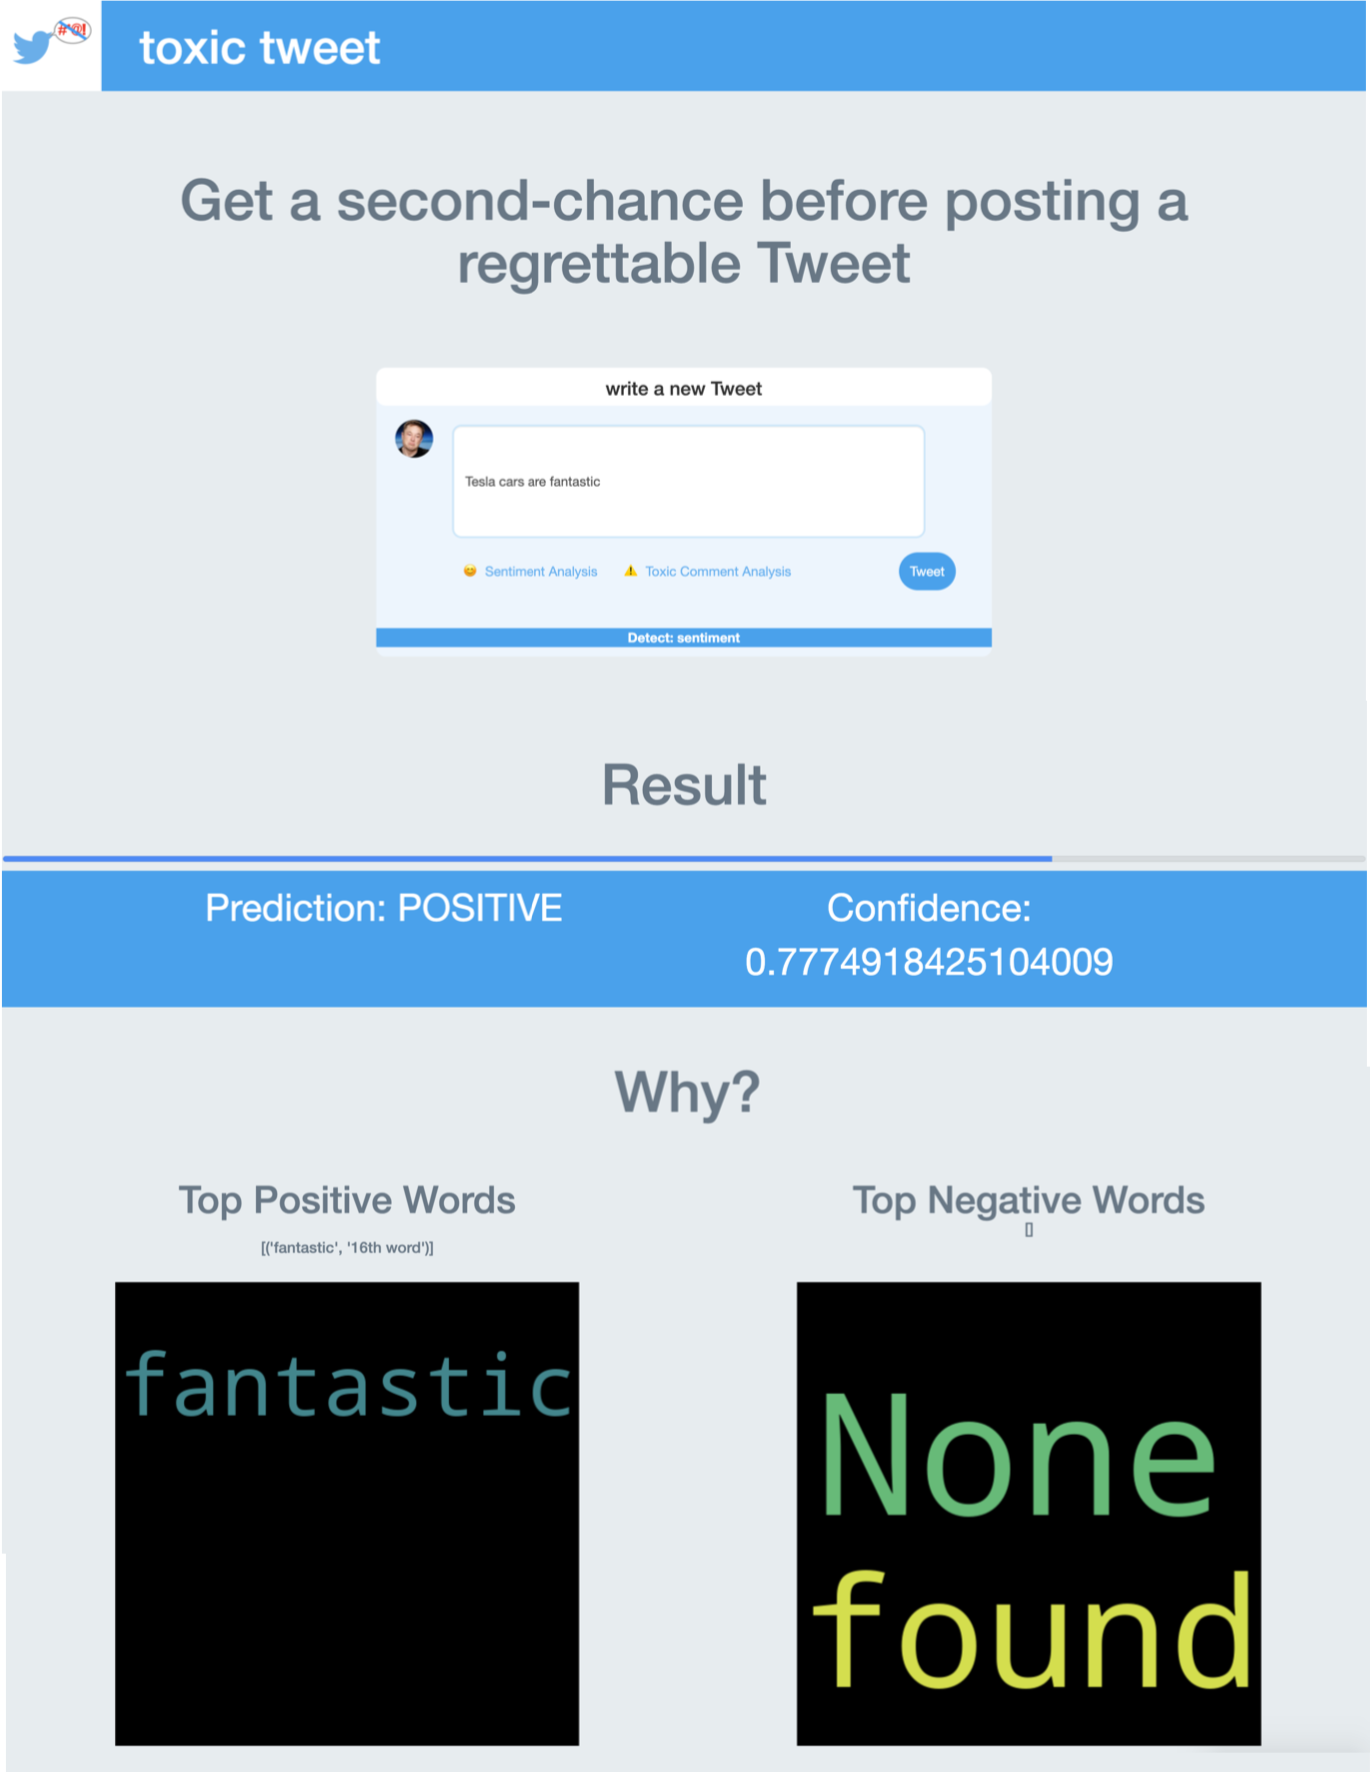 #*@!
toxic tweet
Get a second-chance before posting a
regrettable Tweet
write a new Tweet
Tesla cars are fantastic
Sentiment Analysis
Toxic Comment Analysis
Tweet
Detect: sentiment
Result
Prediction: POSITIVE
Confidence:
0.7774918425104009
Why?
Top Positive Words
[('fantastic', '16th word')]
fantastic
Top Negative Words
[]
None
found